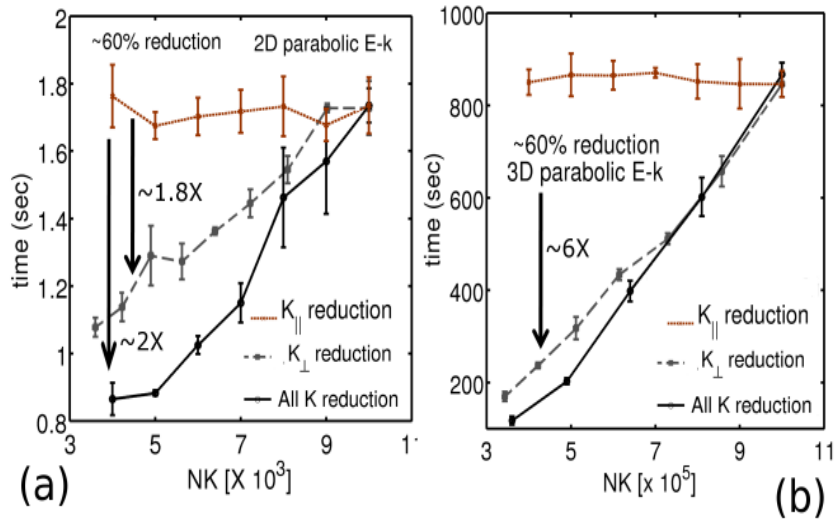 2
1.8
1.6
1.4
1.2
1
0.8
time (sec)
~60% reduction
2D parabolic E-k
~1.8X
~2X
K|| reduction
K⊥ reduction
All K reduction
3
5
7
9
1
NK [X 10³]
(a)
1000
800
600
400
200
time (sec)
~60% reduction
3D parabolic E-k
~6X
K|| reduction
K⊥ reduction
All K reduction
3
5
7
9
11
NK [x 10⁵]
(b)